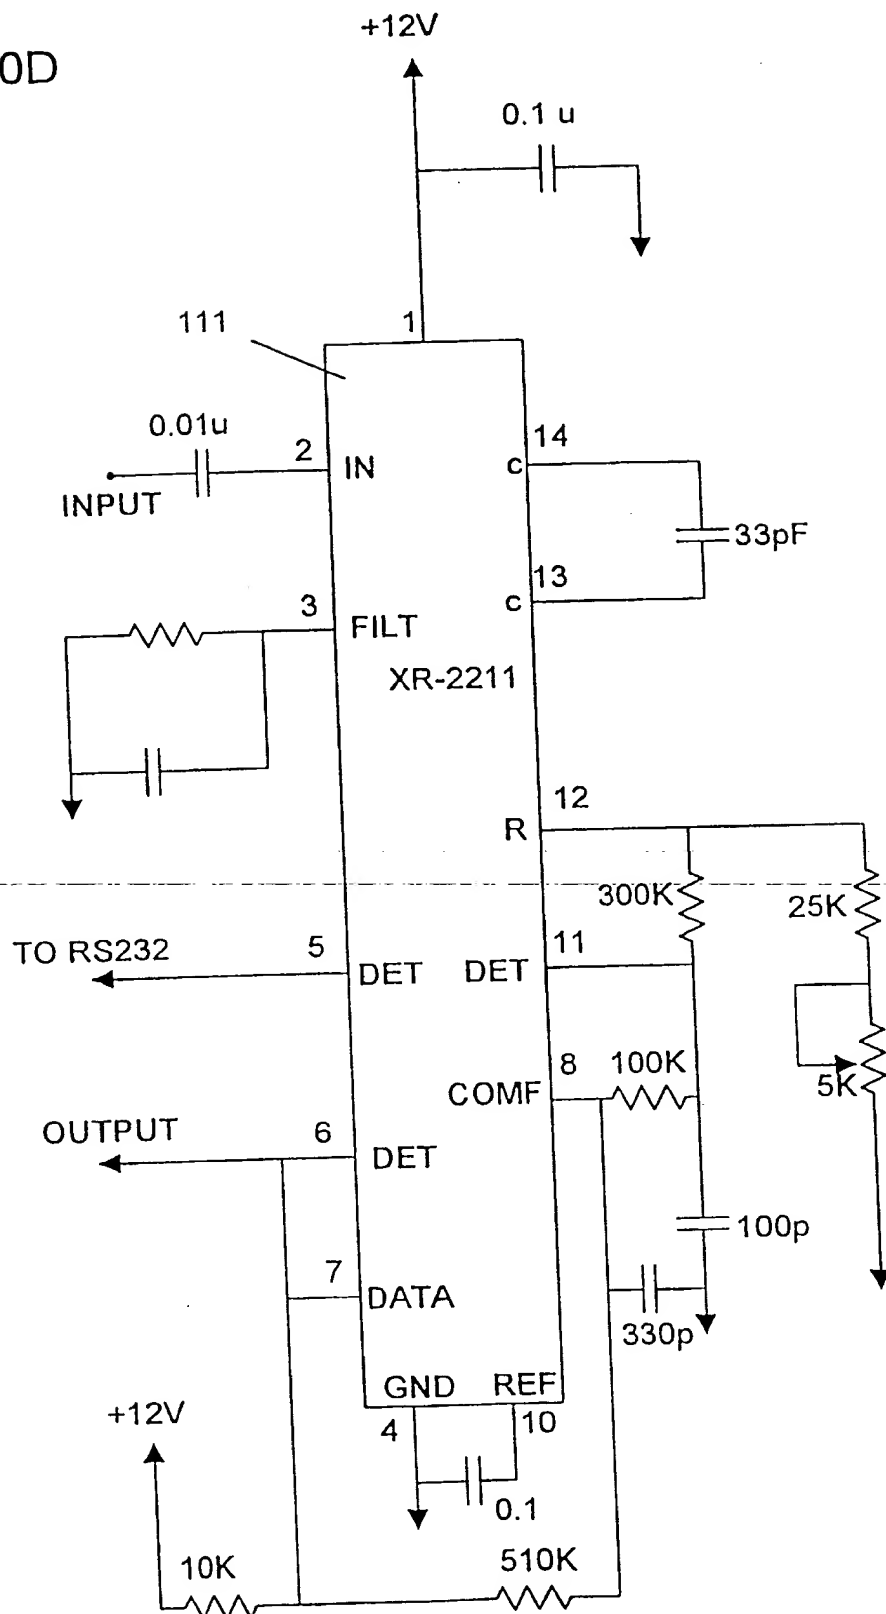 +12V
0D
0.1 u
111
1
0.01u
2
IN
14
c
INPUT
33pF
13
c
3
FILT
XR-2211
12
R
300K
25K
TO RS232
5
DET
DET
11
8
100K
COMF
5K
OUTPUT
6
DET
100p
7
DATA
330p
GND
REF
+12V
4
10
0.1
10K
510K